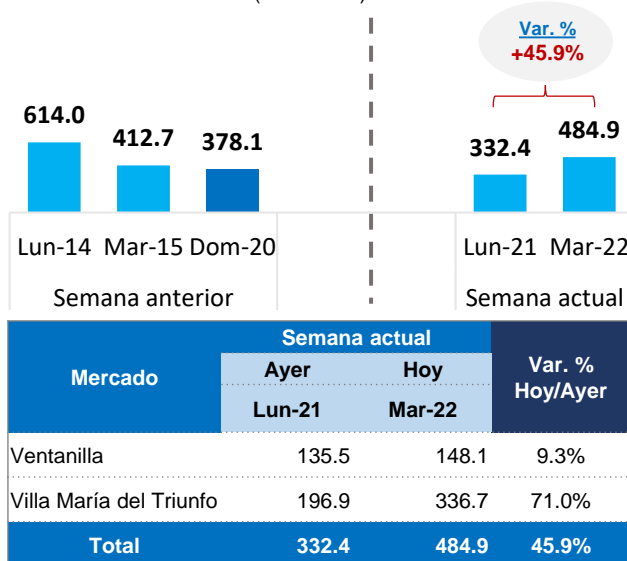 Var. %
+45.9%
614.0
412.7
378.1
332.4
484.9
Lun-14 Mar-15 Dom-20 Lun-21 Mar-22
Semana anterior Semana actual
Mercado Semana actual Var. % Hoy/Ayer
Ayer Hoy
Lun-21 Mar-22
Ventanilla 135.5 148.1 9.3%
Villa María del Triunfo 196.9 336.7 71.0%
Total 332.4 484.9 45.9%